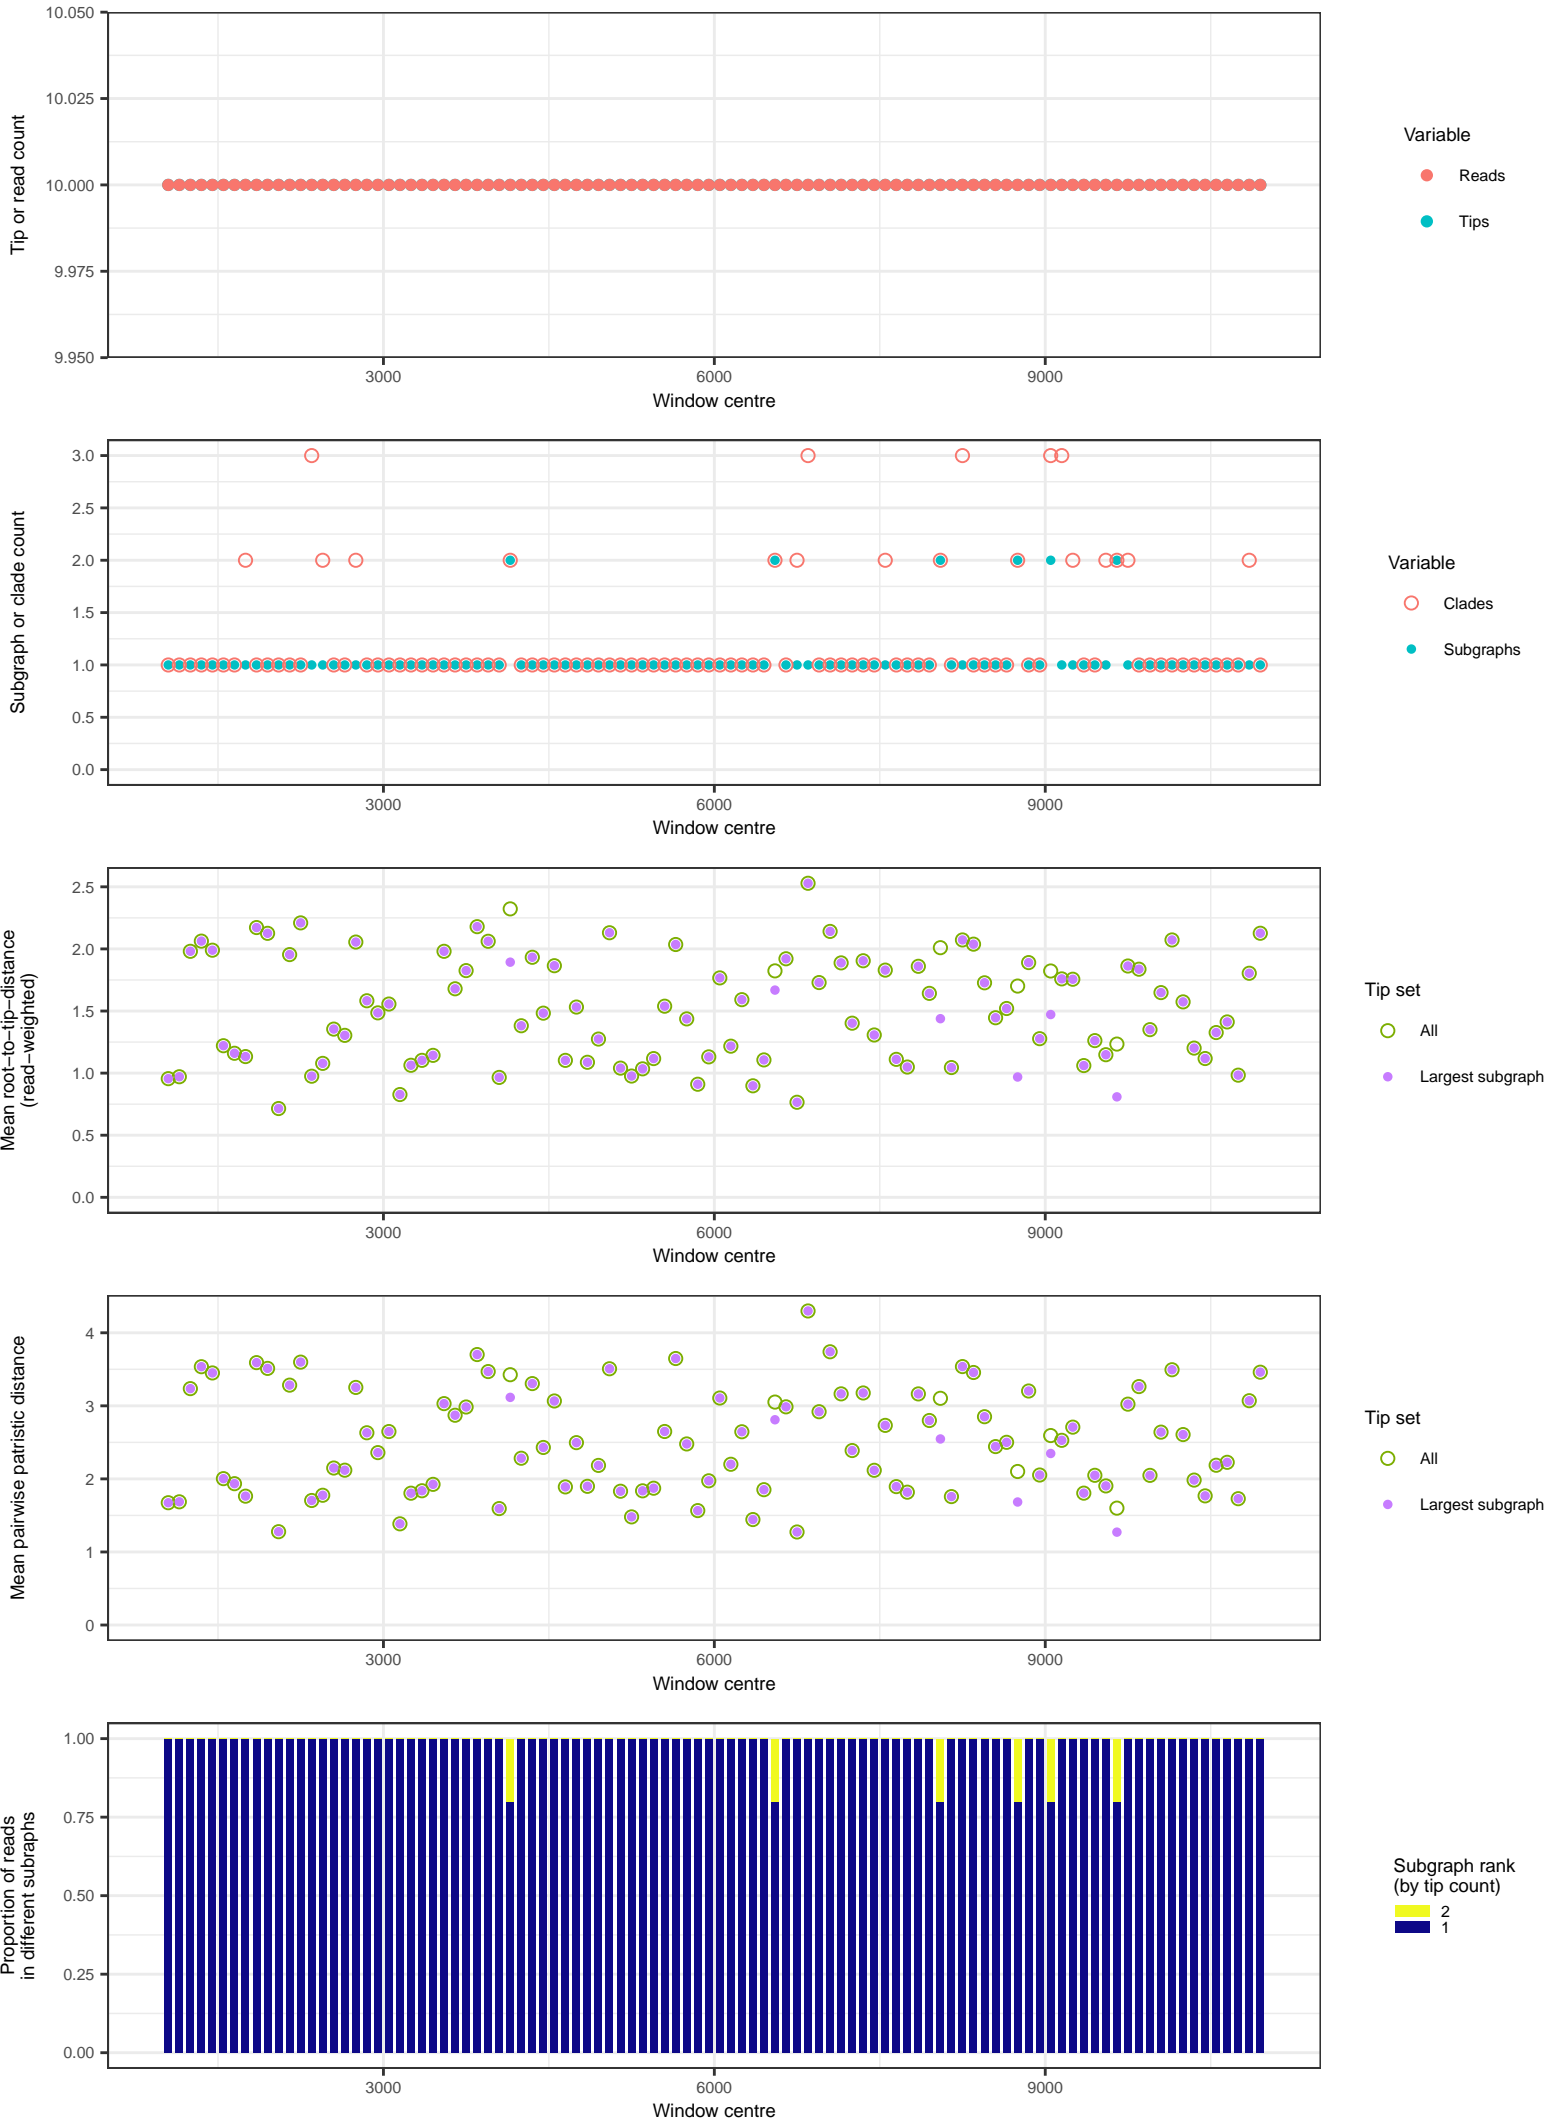 10.050
10.025
10.000
9.975
9.950
Tip or read count
3000 6000 9000
Window centre
Variable
Reads
Tips
3.0
2.5
2.0
1.5
1.0
0.5
0.0
Subgraph or clade count
3000 6000 9000
Window centre
Variable
Clades
Subgraphs
2.5
2.0
1.5
1.0
0.5
0.0
Mean root−to−tip−distance
(read−weighted)
3000 6000 9000
Window centre
Tip set
All
Largest subgraph
4
3
2
1
0
Mean pairwise patristic distance
3000 6000 9000
Window centre
Tip set
All
Largest subgraph
1.00
0.75
0.50
0.25
0.00
Proportion of reads
in different subraphs
3000 6000 9000
Window centre
Subgraph rank
(by tip count)
2
1